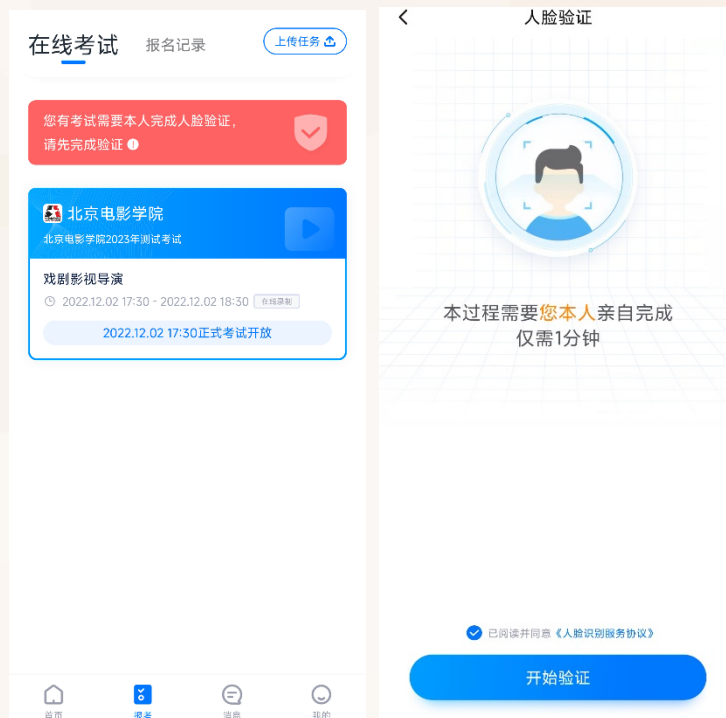 在线考试
报名记录
上传任务
您有考试需要本人完成人脸验证,
请先完成验证
北京电影学院
北京电影学院2023年测试考试
戏剧影视导演
2022.12.02 17:30 - 2022.12.02 18:30
在线录制
2022.12.02 17:30正式考试开放
首页
报考
消息
我的
人脸验证
本过程需要您本人亲自完成
仅需1分钟
已阅读并同意《人脸识别服务协议》
开始验证